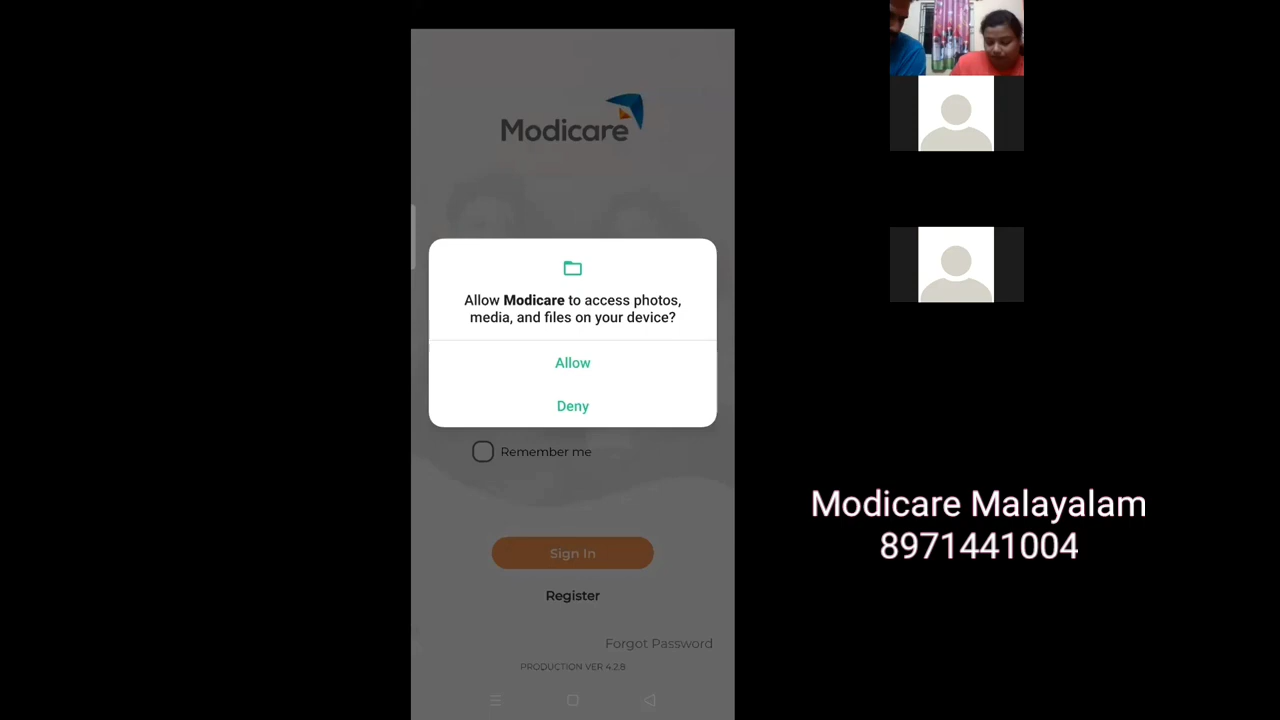 Modicare
Allow Modicare to access photos,
media, and files on your device?
Allow
Deny
Remember me
Sign In
Register
Forgot Password
PRODUCTION VER 4.2.8
Modicare Malayalam
8971441004